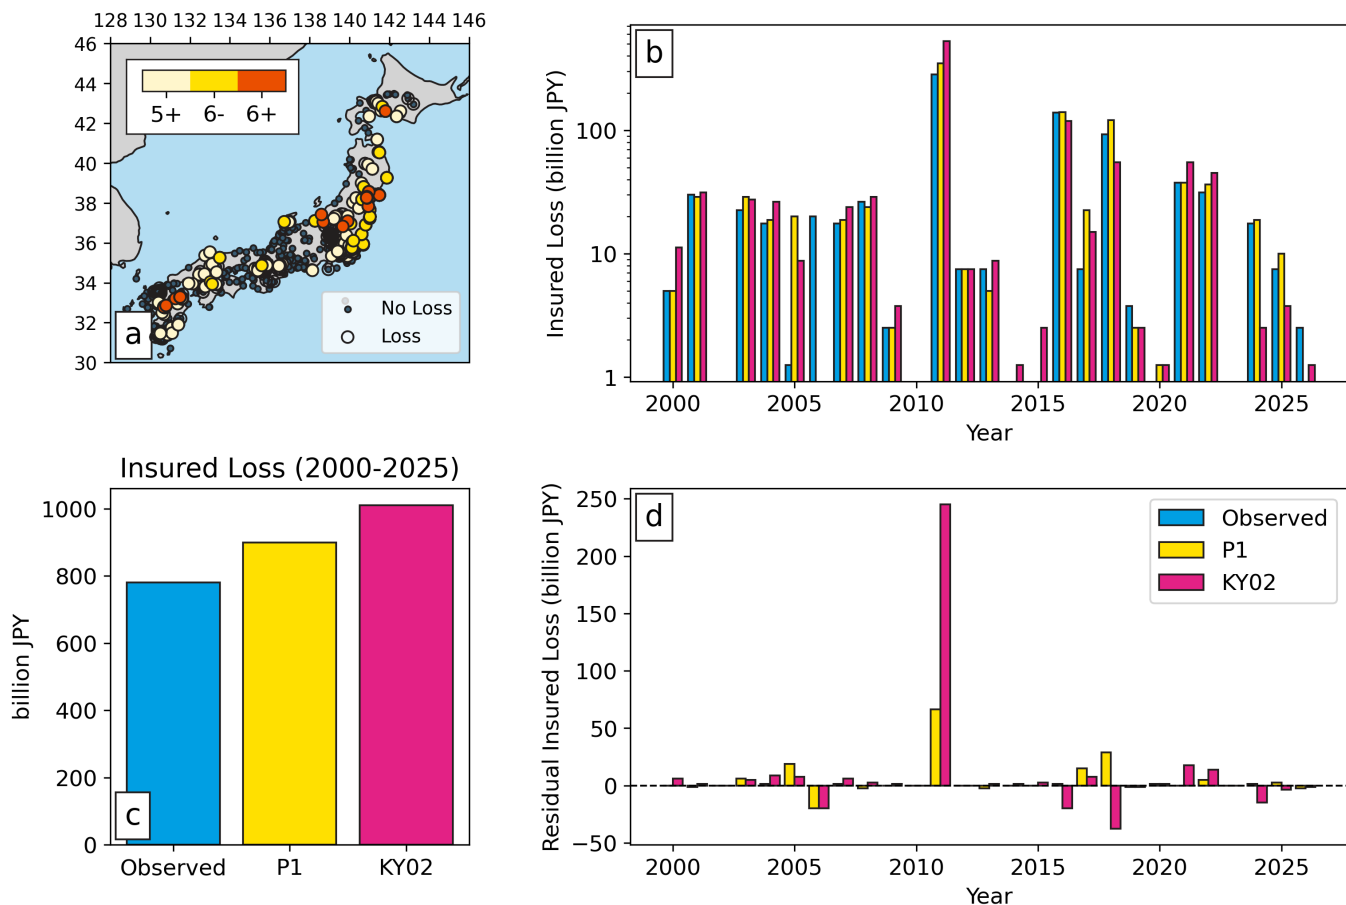 128 130 132 134 136 138 140 142 144 146
46
44
42
40
38
36
34
32
30
5+ 6- 6+
No Loss
Loss
a
b
Insured Loss (billion JPY)
100
10
1
2000 2005 2010 2015 2020 2025
Year
Insured Loss (2000-2025)
billion JPY
1000
800
600
400
200
0
c
Observed P1 KY02
d
Residual Insured Loss (billion JPY)
250
200
150
100
50
0
−50
Observed
P1
KY02
2000 2005 2010 2015 2020 2025
Year